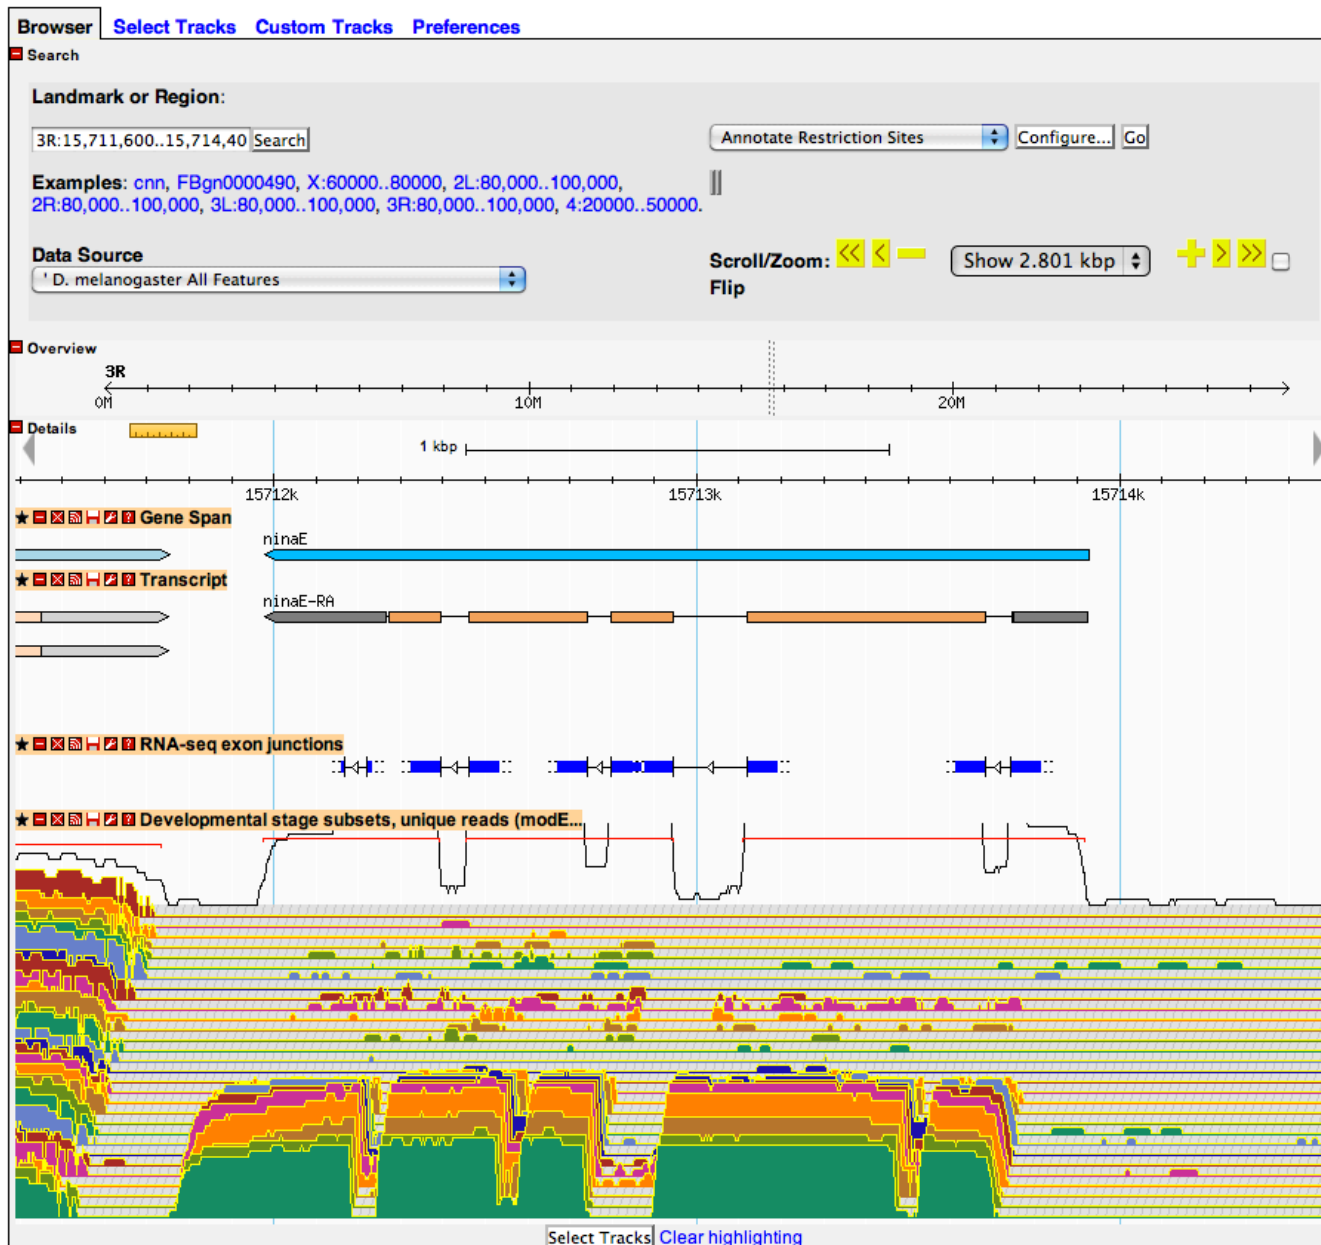 Browser Select Tracks Custom Tracks Preferences
Search
Landmark or Region:
3R:15,711,600..15,714,40 Search Annotate Restriction Sites Configure... Go
Examples: cnn, FBgn0000490, X:60000..80000, 2L:80,000..100,000,
2R:80,000..100,000, 3L:80,000..100,000, 3R:80,000..100,000, 4:20000..50000.
Data Source
' D. melanogaster All Features
Scroll/Zoom: << < Show 2.801 kbp > >>
Flip
Overview
3R
0M 10M 20M
Details
1 kbp
15712k 15713k 15714k
Gene Span
ninaE
Transcript
ninaE-RA
RNA-seq exon junctions
Developmental stage subsets, unique reads (modE...
Select Tracks Clear highlighting